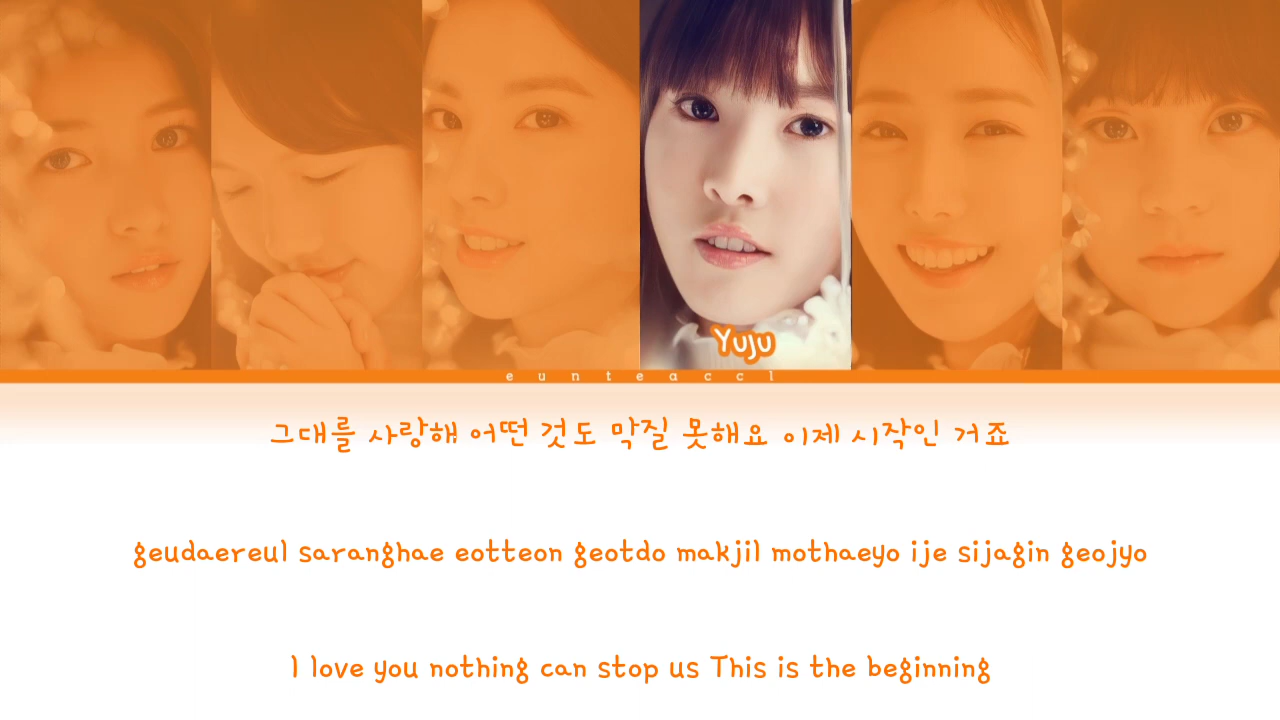 Yuju
e u n t e a c c l
그대를 사랑해 어떤 것도 막질 못해요 이제 시작인 거죠
geudaereul saranghae eotteon geotdo makjil mothaeyo ije sijagin geojyo
I love you nothing can stop us This is the beginning